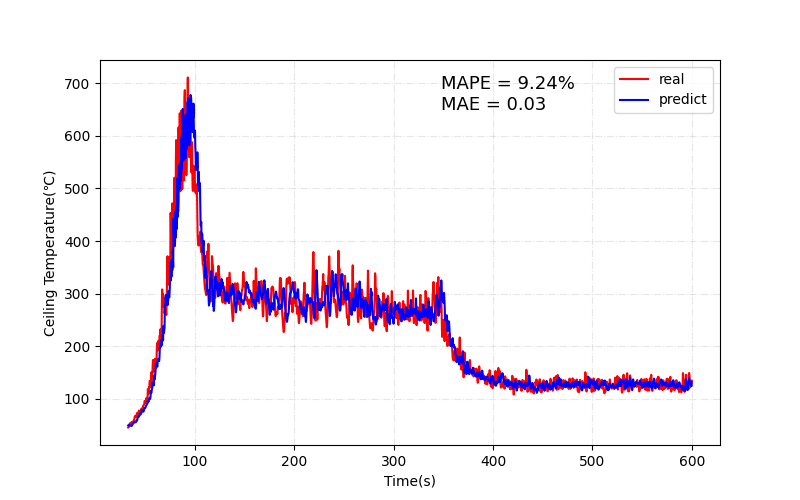 MAPE = 9.24%
MAE = 0.03
real
predict
700
600
500
400
300
200
100
Ceiling Temperature(℃)
100 200 300 400 500 600
Time(s)